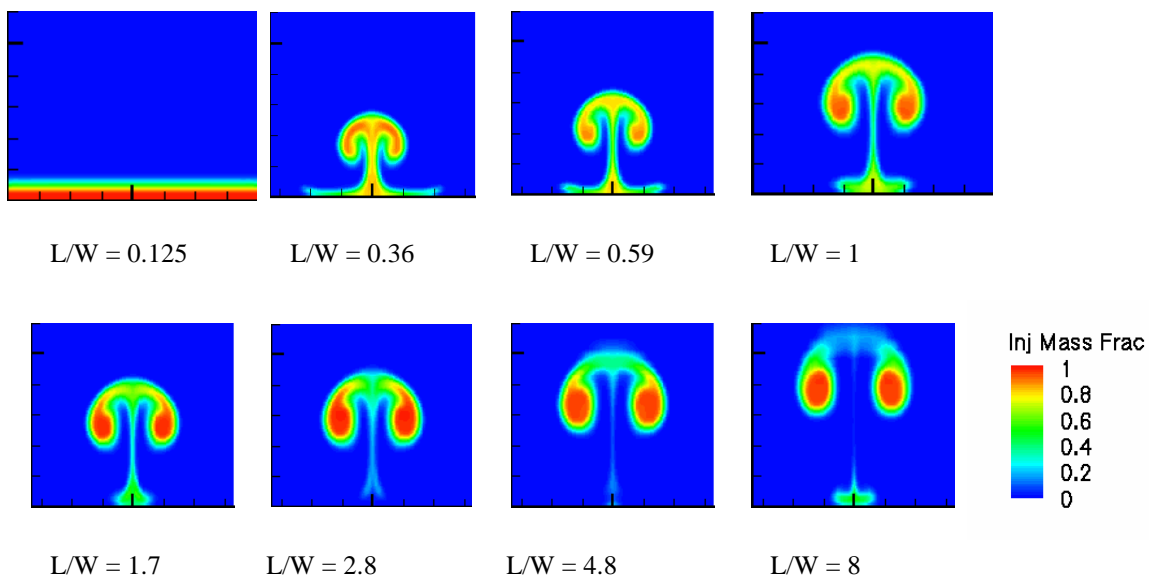 L/W = 0.125
L/W = 0.36
L/W = 0.59
L/W = 1
Inj Mass Frac
1
0.8
0.6
0.4
0.2
0
L/W = 1.7
L/W = 2.8
L/W = 4.8
L/W = 8